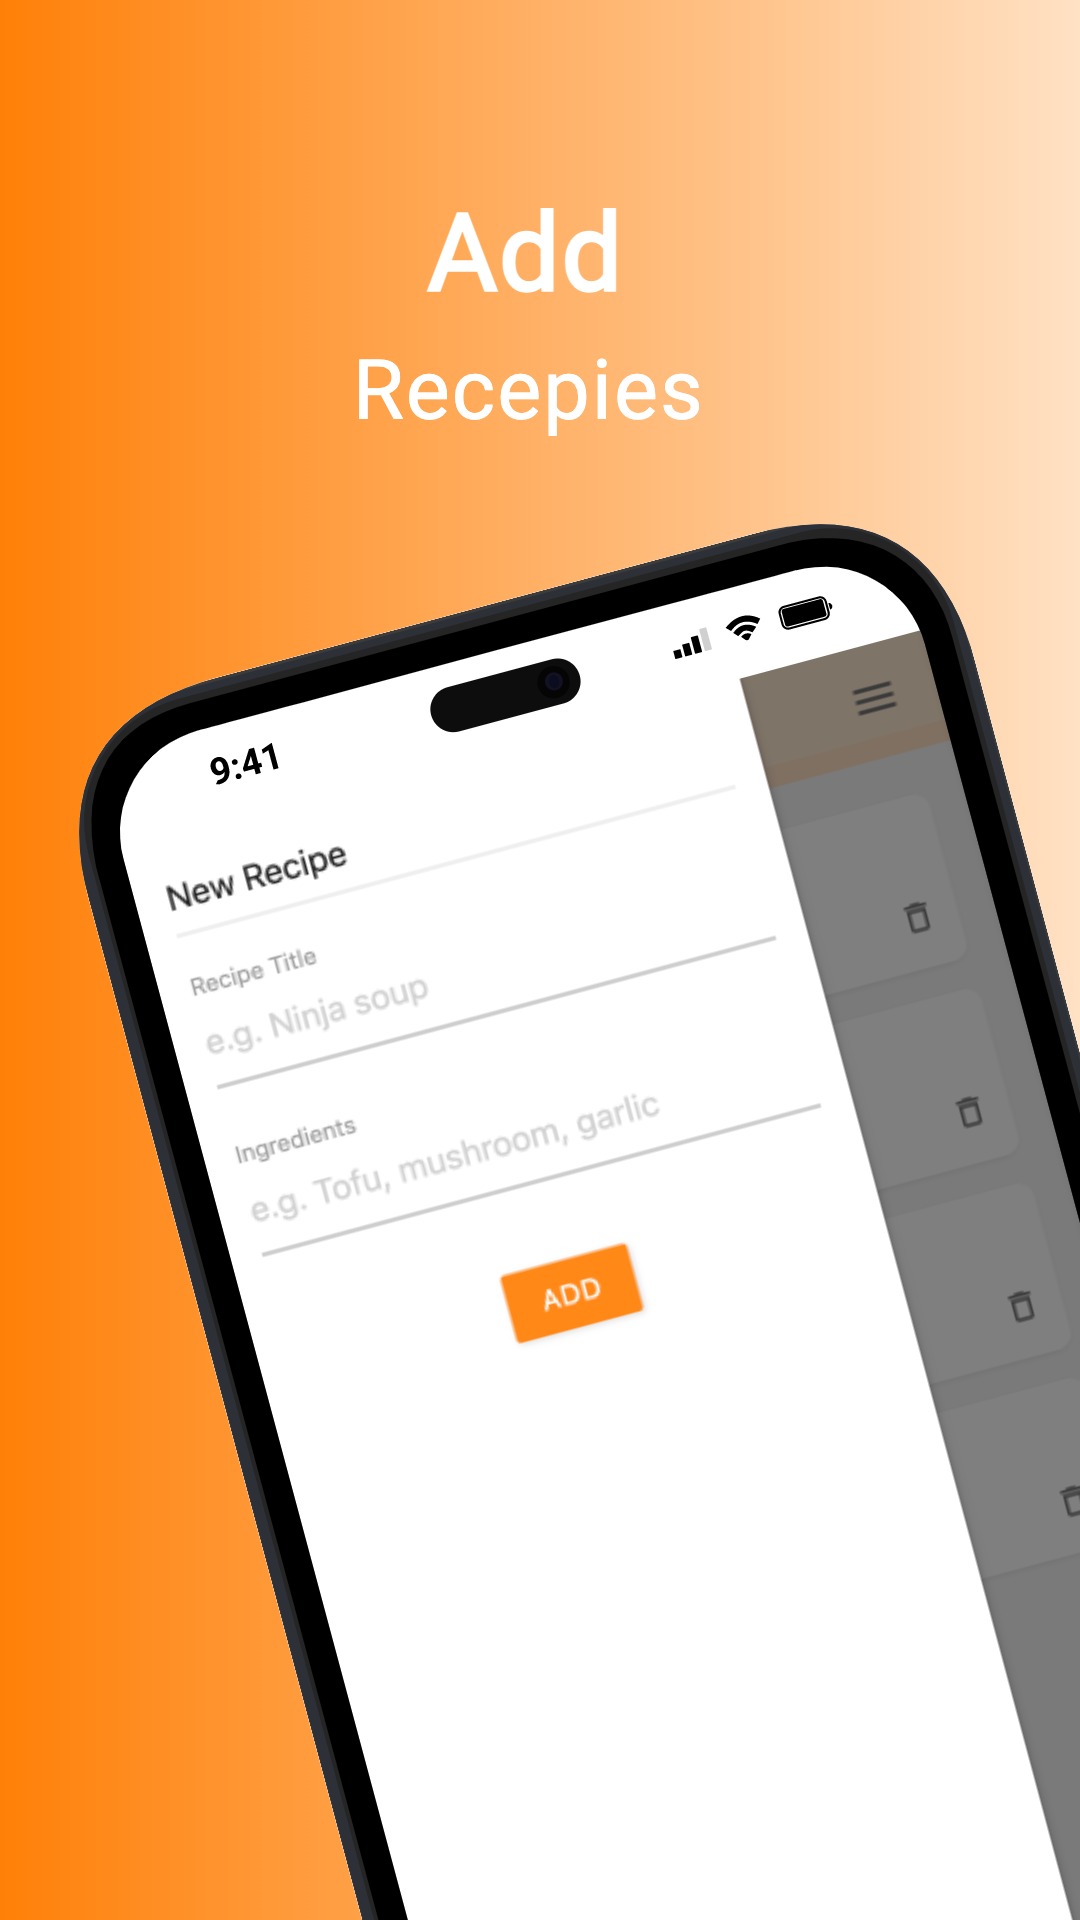 Add
Recepies
9:41
New Recipe
Recipe Title
e.g. Ninja soup
Ingredients
e.g. Tofu, mushroom, garlic
ADD